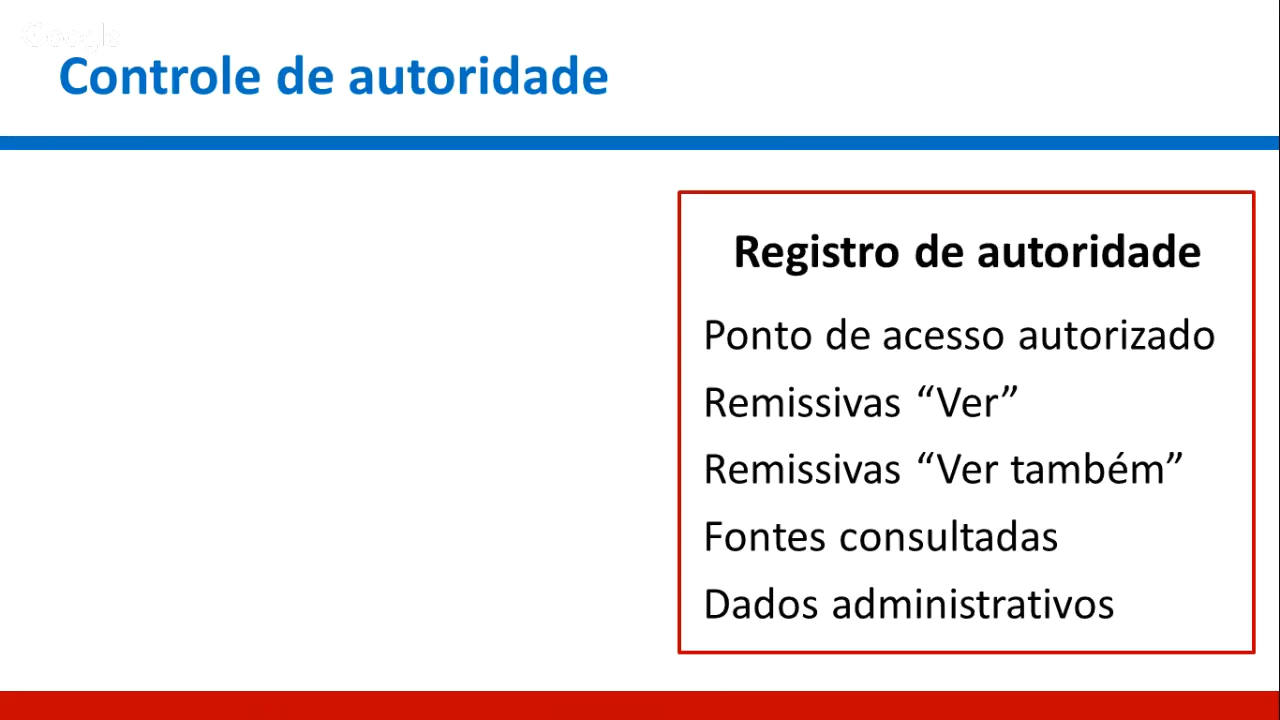 Google
Controle de autoridade
Registro de autoridade
Ponto de acesso autorizado
Remissivas “Ver”
Remissivas “Ver também”
Fontes consultadas
Dados administrativos